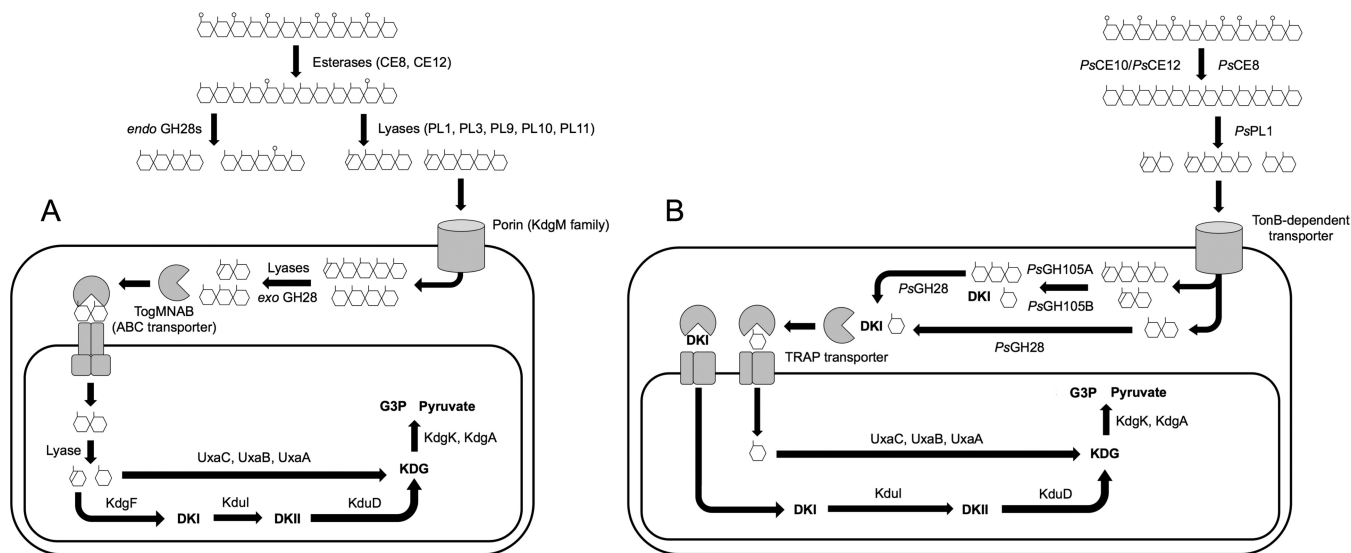 Esterases (CE8, CE12)
endo GH28s
Lyases (PL1, PL3, PL9, PL10, PL11)
A
Porin (KdgM family)
Lyases
exo GH28
TogMNAB
(ABC transporter)
G3P Pyruvate
KdgK, KdgA
Lyase
UxaC, UxaB, UxaA
KDG
KdgF
KduI
KduD
DKI
DKII
PsCE10/PsCE12
PsCE8
PsPL1
B
TonB-dependent
transporter
PsGH105A
PsGH28
DKI
PsGH105B
DKI
DKI
TRAP transporter
PsGH28
G3P Pyruvate
KdgK, KdgA
UxaC, UxaB, UxaA
KDG
KduI
KduD
DKI
DKII